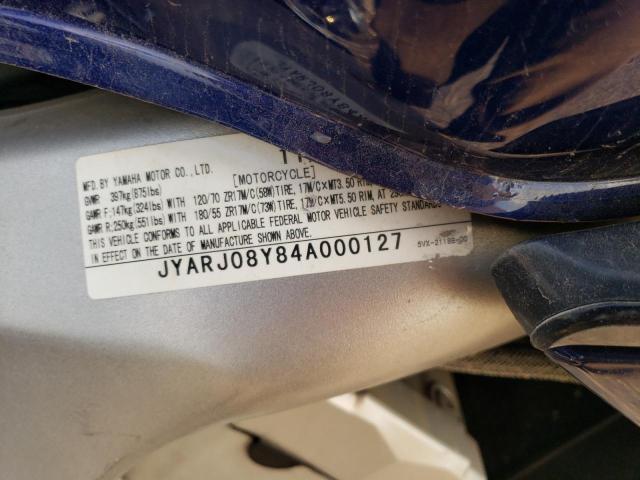 11
MFD. BY YAMAHA MOTOR CO., LTD.
[MOTORCYCLE]
GVWR 397kg(875lbs)
GAWR F:147kg(324lbs) WITH 120/70 ZR17M/C(58W)TIRE, 17M/C×MT3.50 RIM,
GAWR R:250kg(551lbs) WITH 180/55 ZR17M/C(73W)TIRE, 17M/C×MT5.50 RIM, AT
THIS VEHICLE CONFORMS TO ALL APPLICABLE FEDERAL MOTOR VEHICLE SAFETY STANDARDS
IN EFFECT ON THE DATE OF MANUFACTURE SHOWN ABOVE.
JYARJ08Y84A000127